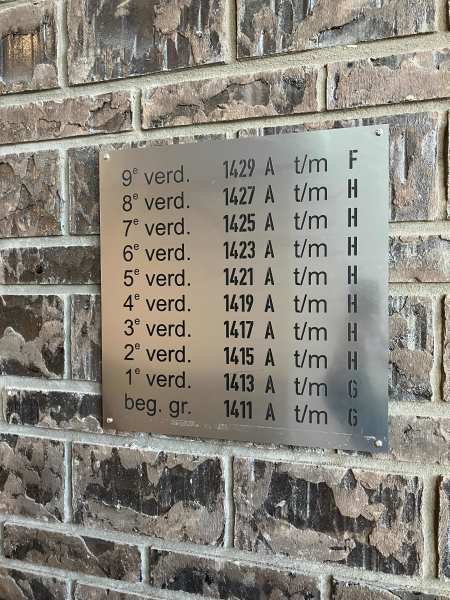 9e verd. 1429 A t/m F
8e verd. 1427 A t/m H
7e verd. 1425 A t/m H
6e verd. 1423 A t/m H
5e verd. 1421 A t/m H
4e verd. 1419 A t/m H
3e verd. 1417 A t/m H
2e verd. 1415 A t/m H
1e verd. 1413 A t/m G
beg. gr. 1411 A t/m G